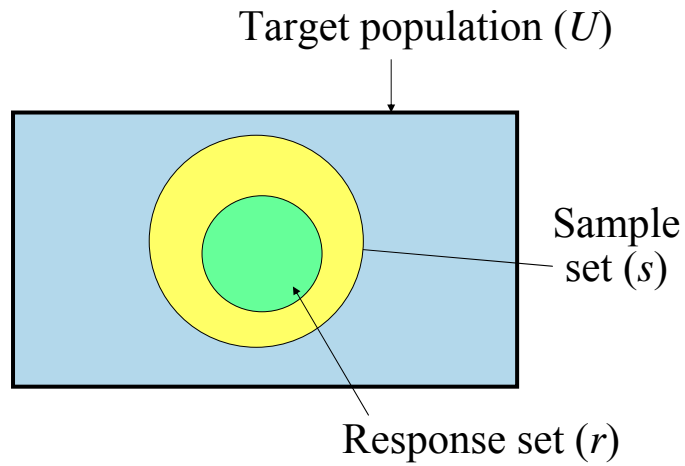 Target population (U)
Sample
set (s)
Response set (r)